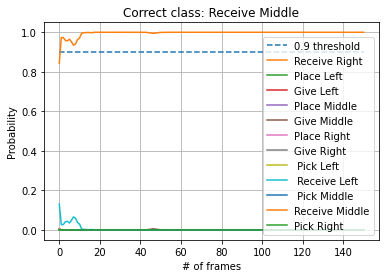 Correct class: Receive Middle
1.0
0.8
0.6
0.4
0.2
0.0
Probability
0.9 threshold
Receive Right
Place Left
Give Left
Place Middle
Give Middle
Place Right
Give Right
Pick Left
Receive Left
Pick Middle
Receive Middle
Pick Right
0 20 40 60 80 100 120 140
# of frames